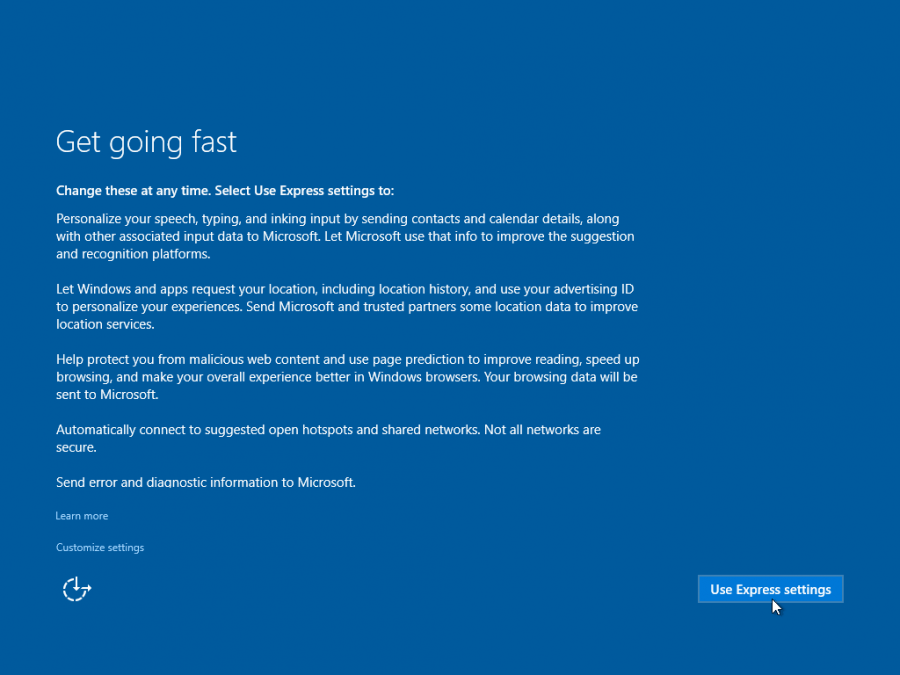 Get going fast
Change these at any time. Select Use Express settings to:
Personalize your speech, typing, and inking input by sending contacts and calendar details, along
with other associated input data to Microsoft. Let Microsoft use that info to improve the suggestion
and recognition platforms.
Let Windows and apps request your location, including location history, and use your advertising ID
to personalize your experiences. Send Microsoft and trusted partners some location data to improve
location services.
Help protect you from malicious web content and use page prediction to improve reading, speed up
browsing, and make your overall experience better in Windows browsers. Your browsing data will be
sent to Microsoft.
Automatically connect to suggested open hotspots and shared networks. Not all networks are
secure.
Send error and diagnostic information to Microsoft.
Learn more
Customize settings
Use Express settings